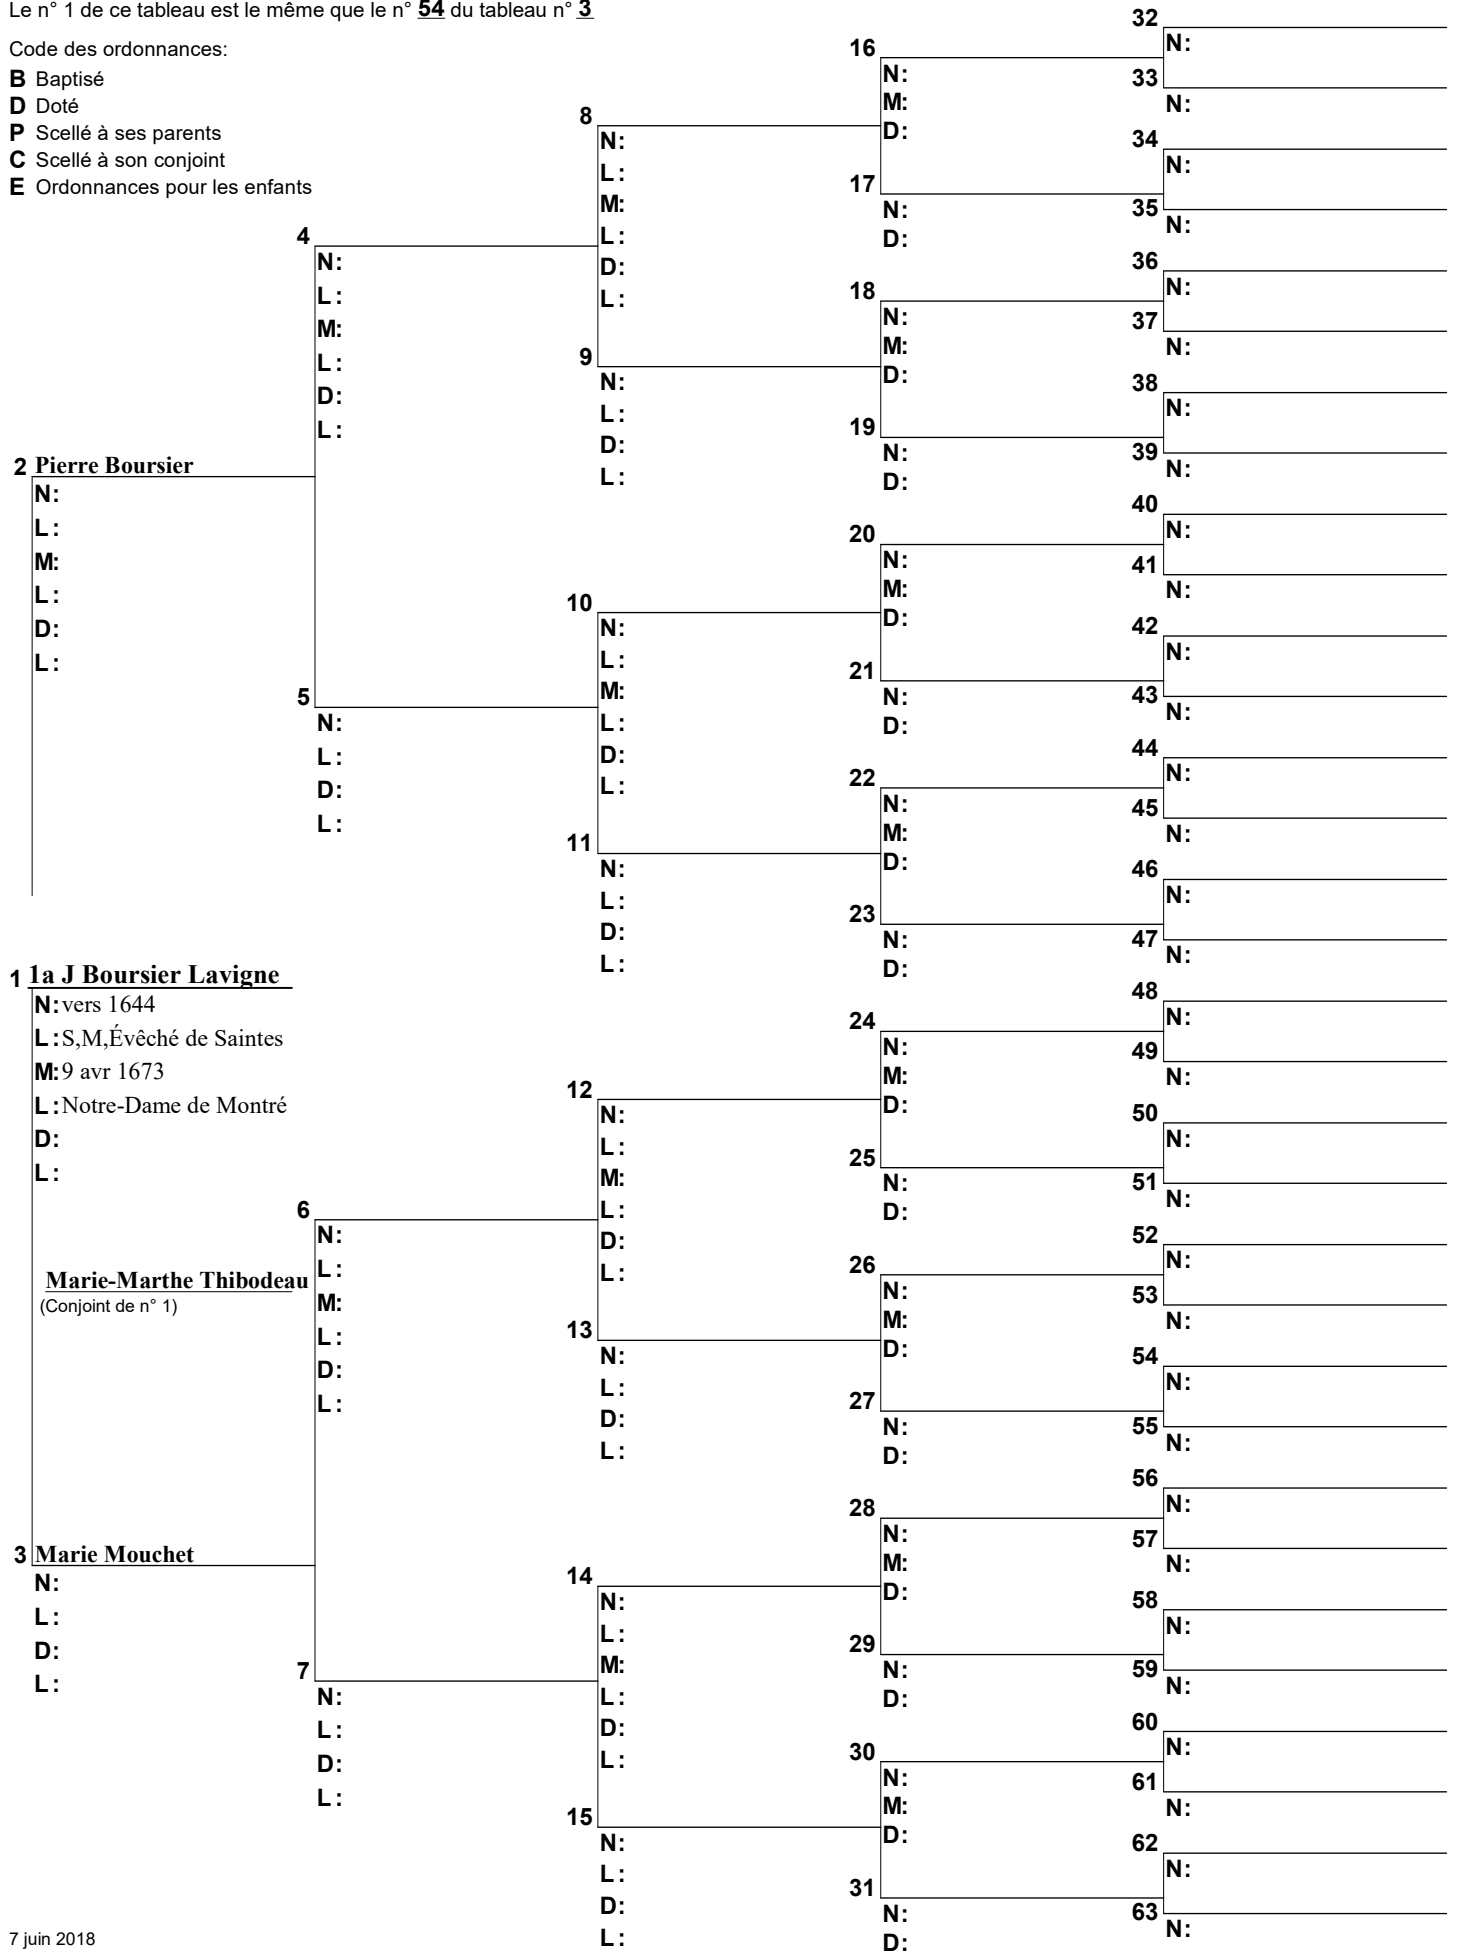 Le n° 1 de ce tableau est le même que le n° 54 du tableau n° 3
Code des ordonnances:
B Baptisé
D Doté
P Scellé à ses parents
C Scellé à son conjoint
E Ordonnances pour les enfants
2 Pierre Boursier
N:
L:
M:
L:
D:
L:
1 1a J Boursier Lavigne
N: vers 1644
L: S,M,Évêché de Saintes
M: 9 avr 1673
L: Notre-Dame de Montré
D:
L:
Marie-Marthe Thibodeau
(Conjoint de n° 1)
3 Marie Mouchet
N:
L:
D:
L:
7 juin 2018
4
N:
L:
M:
L:
D:
L:
5
N:
L:
D:
L:
6
N:
L:
M:
L:
D:
L:
7
N:
L:
D:
L:
8
N:
L:
M:
L:
D:
L:
9
N:
L:
D:
L:
10
N:
L:
M:
L:
D:
L:
11
N:
L:
D:
L:
12
N:
L:
M:
L:
D:
L:
13
N:
L:
D:
L:
14
N:
L:
M:
L:
D:
L:
15
N:
L:
D:
L:
16
N:
M:
D:
17
N:
D:
18
N:
M:
D:
19
N:
D:
20
N:
M:
D:
21
N:
D:
22
N:
M:
D:
23
N:
D:
24
N:
M:
D:
25
N:
D:
26
N:
M:
D:
27
N:
D:
28
N:
M:
D:
29
N:
D:
30
N:
M:
D:
31
N:
D:
32
N:
33
N:
34
N:
35
N:
36
N:
37
N:
38
N:
39
N:
40
N:
41
N:
42
N:
43
N:
44
N:
45
N:
46
N:
47
N:
48
N:
49
N:
50
N:
51
N:
52
N:
53
N:
54
N:
55
N:
56
N:
57
N:
58
N:
59
N:
60
N:
61
N:
62
N:
63
N: